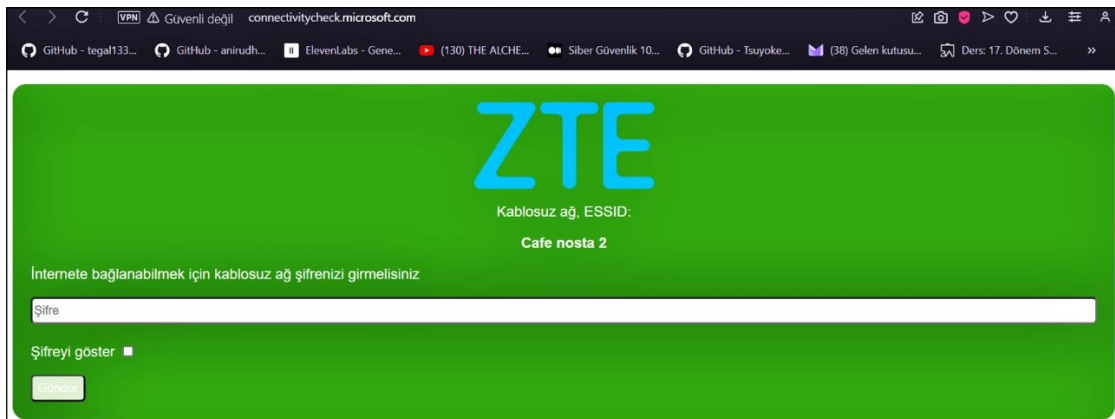 VPN Güvenli değil connectivitycheck.microsoft.com
GitHub - tegal133... GitHub - anirudh... ElevenLabs - Gene... (130) THE ALCHE... Siber Güvenlik 10... GitHub - Tsuyoke... (38) Gelen kutusu... Ders: 17. Dönem S... »
ZTE
Kablosuz ağ, ESSID:
Cafe nosta 2
İnternete bağlanabilmek için kablosuz ağ şifrenizi girmelisiniz
Şifre
Şifreyi göster
Gönder